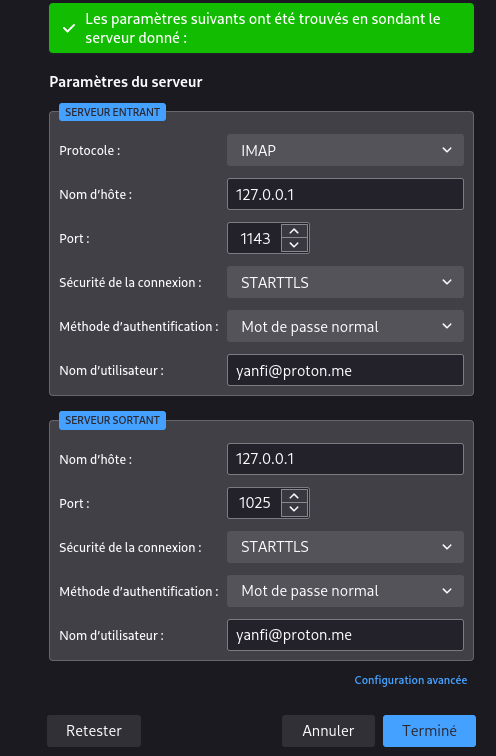 Les paramètres suivants ont été trouvés en sondant le
serveur donné :
Paramètres du serveur
SERVEUR ENTRANT
Protocole : IMAP
Nom d'hôte : 127.0.0.1
Port : 1143
Sécurité de la connexion : STARTTLS
Méthode d'authentification : Mot de passe normal
Nom d'utilisateur : yanfi@proton.me
SERVEUR SORTANT
Nom d'hôte : 127.0.0.1
Port : 1025
Sécurité de la connexion : STARTTLS
Méthode d'authentification : Mot de passe normal
Nom d'utilisateur : yanfi@proton.me
Configuration avancée
Retester Annuler Terminé